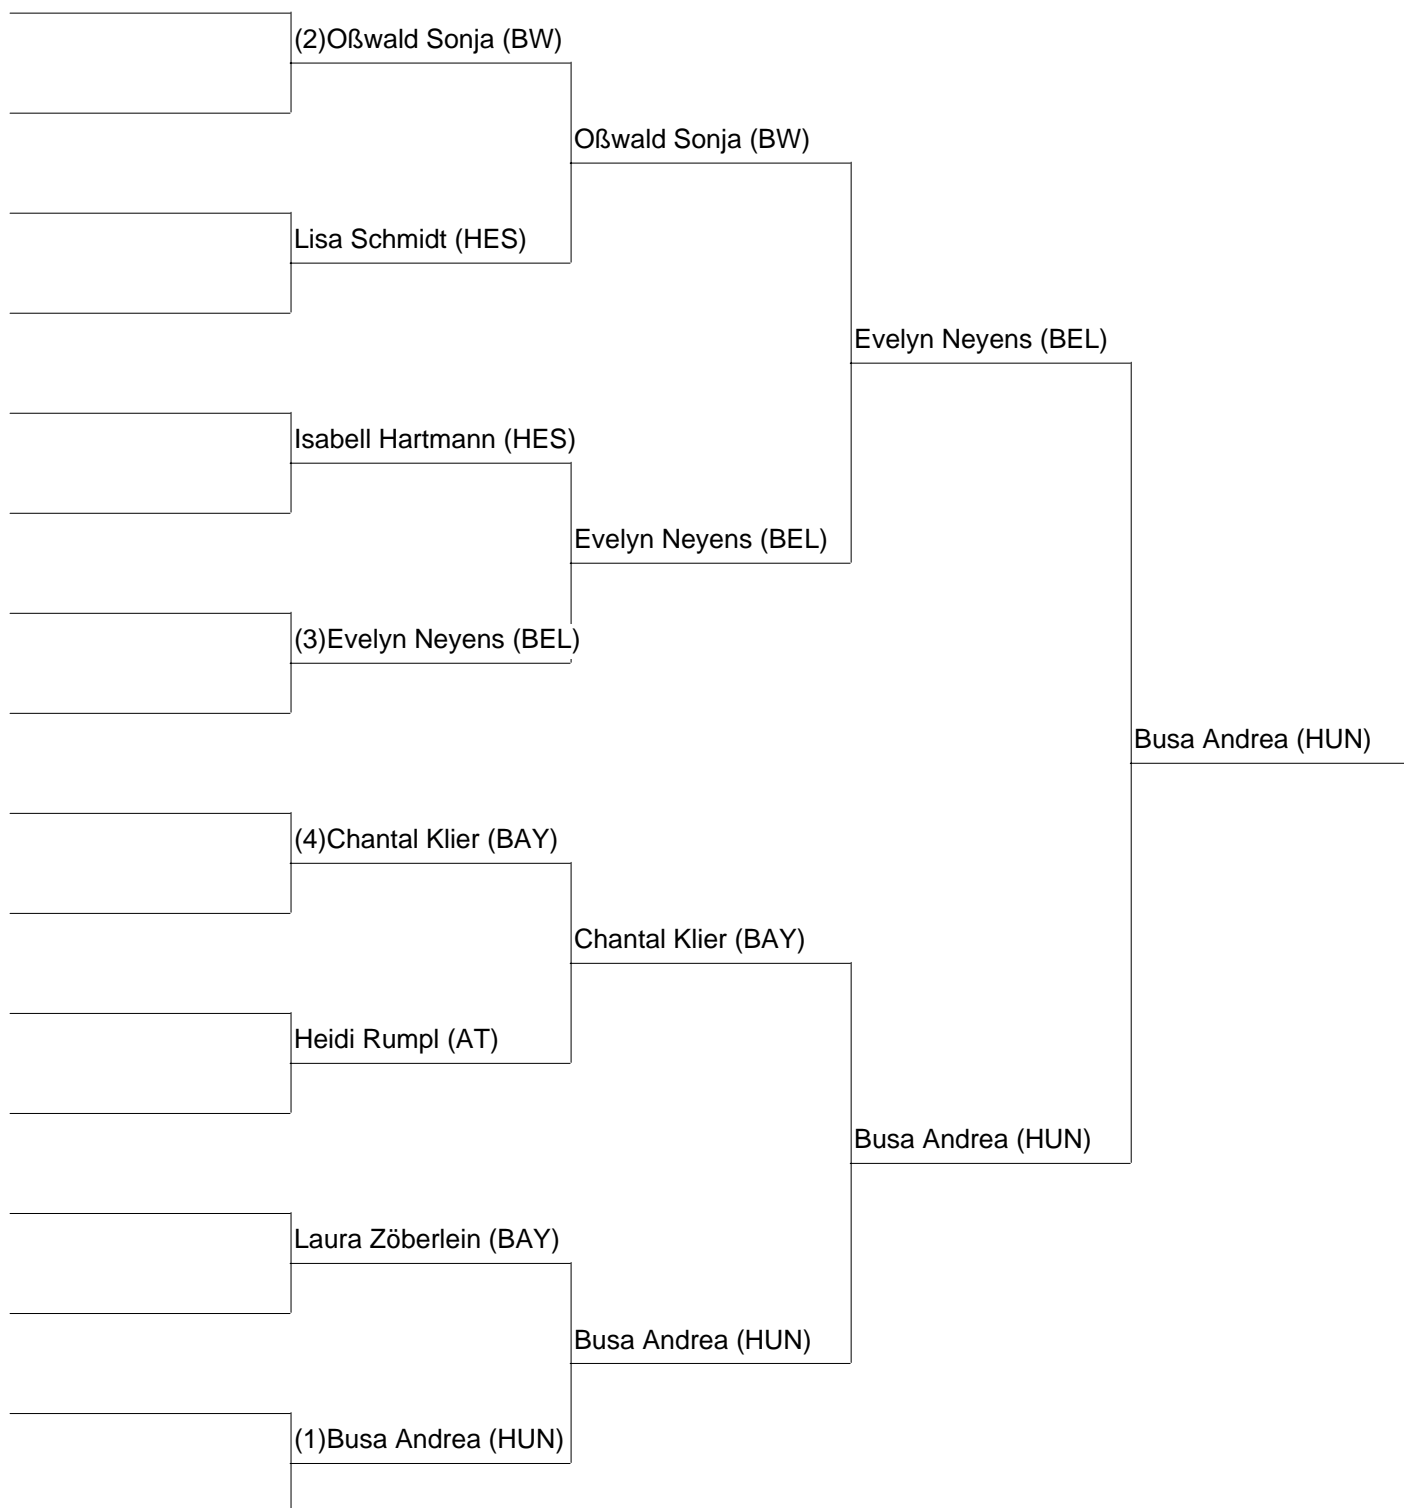 (2)Oßwald Sonja (BW)
Oßwald Sonja (BW)
Lisa Schmidt (HES)
Evelyn Neyens (BEL)
Isabell Hartmann (HES)
Evelyn Neyens (BEL)
(3)Evelyn Neyens (BEL)
Busa Andrea (HUN)
(4)Chantal Klier (BAY)
Chantal Klier (BAY)
Heidi Rumpl (AT)
Busa Andrea (HUN)
Laura Zöberlein (BAY)
Busa Andrea (HUN)
(1)Busa Andrea (HUN)